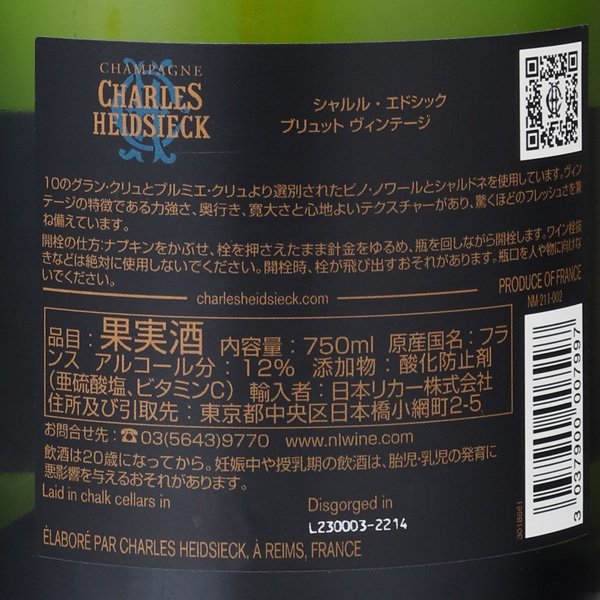 CHAMPAGNE
CHARLES
HEIDSIECK
シャルル・エドシック
ブリュット ヴィンテージ
10のグラン・クリュとプルミエ・クリュより選別されたピノ・ノワールとシャルドネを使用しています。ヴィン
テージの特徴である力強さ、奥行き、寛大さと心地よいテクスチャーがあり、驚くほどのフレッシュさを兼
ね備えています。
開栓の仕方:ナプキンをかぶせ、栓を押さえたまま針金をゆるめ、瓶を回しながら開栓します。ワイン栓抜
きなどは絶対に使用しないでください。開栓時、栓が飛び出すおそれがあります。瓶口を人や物に向けな
いでください。
PRODUCE OF FRANCE
NM-211-002
charlesheidsieck.com
品目:果実酒 内容量:750ml 原産国名:フラ
ンス アルコール分:12% 添加物:酸化防止剤
(亜硫酸塩、ビタミンC) 輸入者:日本リカー株式会社
住所及び引取先:東京都中央区日本橋小網町2-5
お問合せ先:☎03(5643)9770 www.nlwine.com
飲酒は20歳になってから。妊娠中や授乳期の飲酒は、胎児・乳児の発育に
悪影響を与えるおそれがあります。
Laid in chalk cellars in
Disgorged in
L230003-2214
ÉLABORÉ PAR CHARLES HEIDSIECK, À REIMS, FRANCE
3 037900 007997
3018961